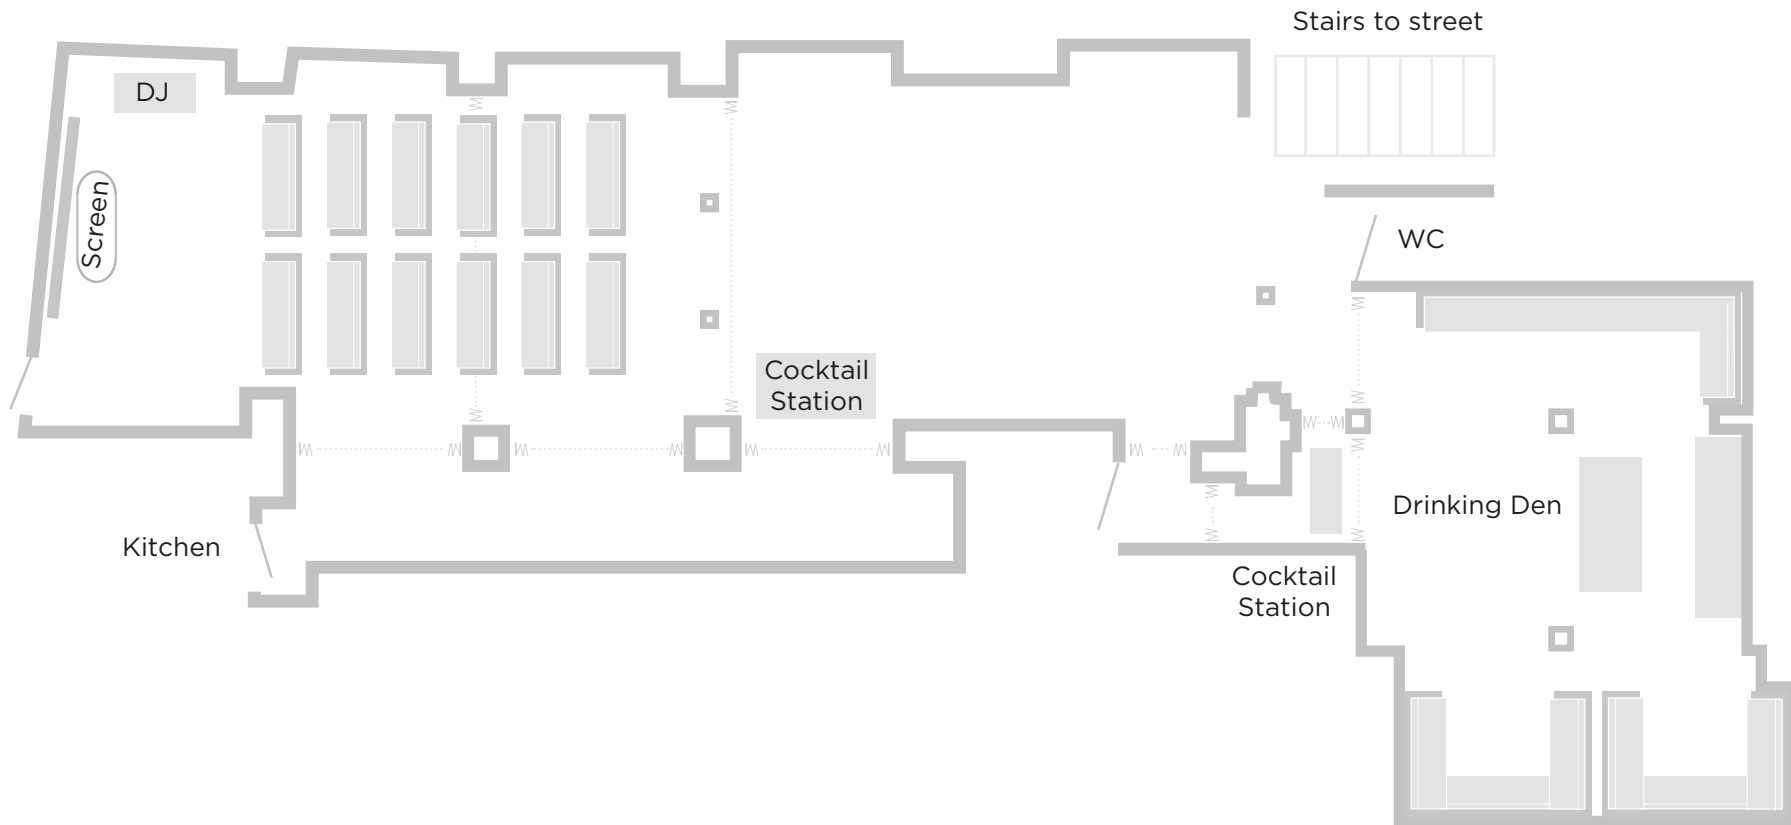 Stairs to street
DJ
Screen
WC
Cocktail
Station
Drinking Den
Kitchen
Cocktail
Station